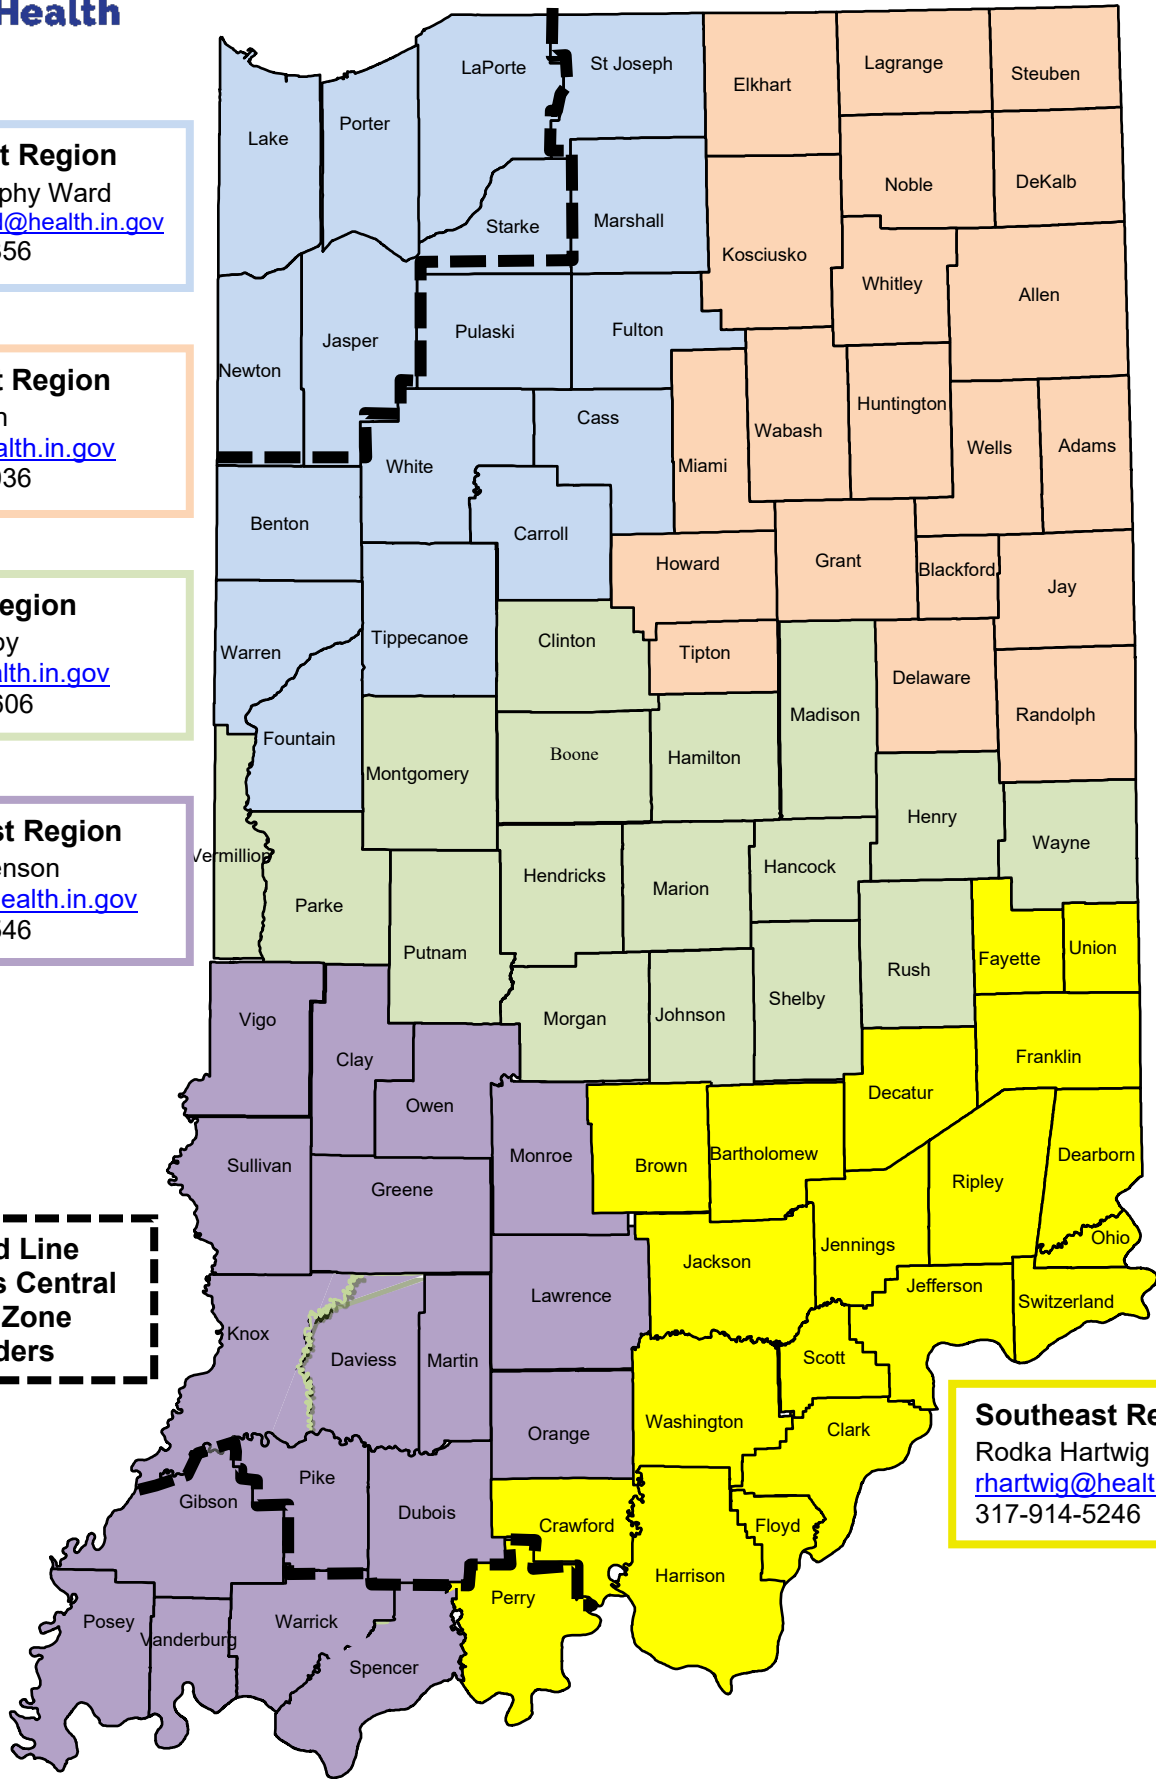 Health
t Region
phy Ward
@health.in.gov
56
t Region
n
alth.in.gov
936
egion
by
alth.in.gov
606
st Region
enson
health.in.gov
546
d Line
s Central
Zone
ders
Southeast Re
Rodka Hartwig
rhartwig@healt
317-914-5246
LaPorte
St Joseph
Elkhart
Lagrange
Steuben
Lake
Porter
Noble
DeKalb
Starke
Marshall
Kosciusko
Whitley
Allen
Newton
Jasper
Pulaski
Fulton
White
Cass
Miami
Wabash
Huntington
Wells
Adams
Benton
Carroll
Howard
Grant
Blackford
Jay
Warren
Tippecanoe
Clinton
Tipton
Delaware
Randolph
Fountain
Montgomery
Boone
Hamilton
Madison
Henry
Wayne
Vermillion
Parke
Putnam
Hendricks
Marion
Hancock
Rush
Fayette
Union
Vigo
Clay
Owen
Morgan
Johnson
Shelby
Decatur
Franklin
Sullivan
Greene
Monroe
Brown
Bartholomew
Ripley
Dearborn
Ohio
Knox
Daviess
Martin
Lawrence
Jackson
Jennings
Jefferson
Switzerland
Scott
Orange
Washington
Clark
Gibson
Pike
Dubois
Crawford
Floyd
Harrison
Perry
Posey
Vanderburg
Warrick
Spencer